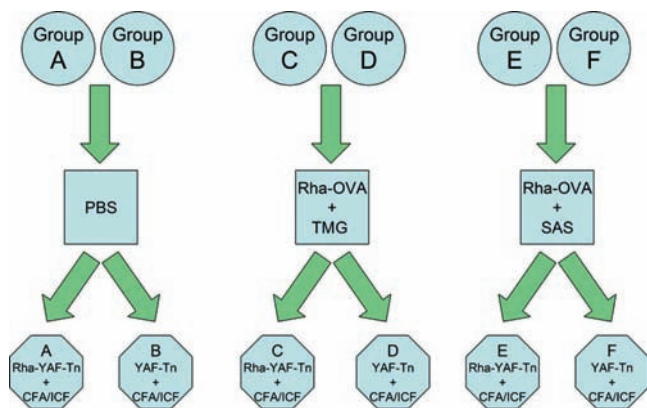 Group
A
Group
B
Group
C
Group
D
Group
E
Group
F
PBS
Rha-OVA
+
TMG
Rha-OVA
+
SAS
A
Rha-YAF-Tn
+
CFA/ICF
B
YAF-Tn
+
CFA/ICF
C
Rha-YAF-Tn
+
CFA/ICF
D
YAF-Tn
+
CFA/ICF
E
Rha-YAF-Tn
+
CFA/ICF
F
YAF-Tn
+
CFA/ICF